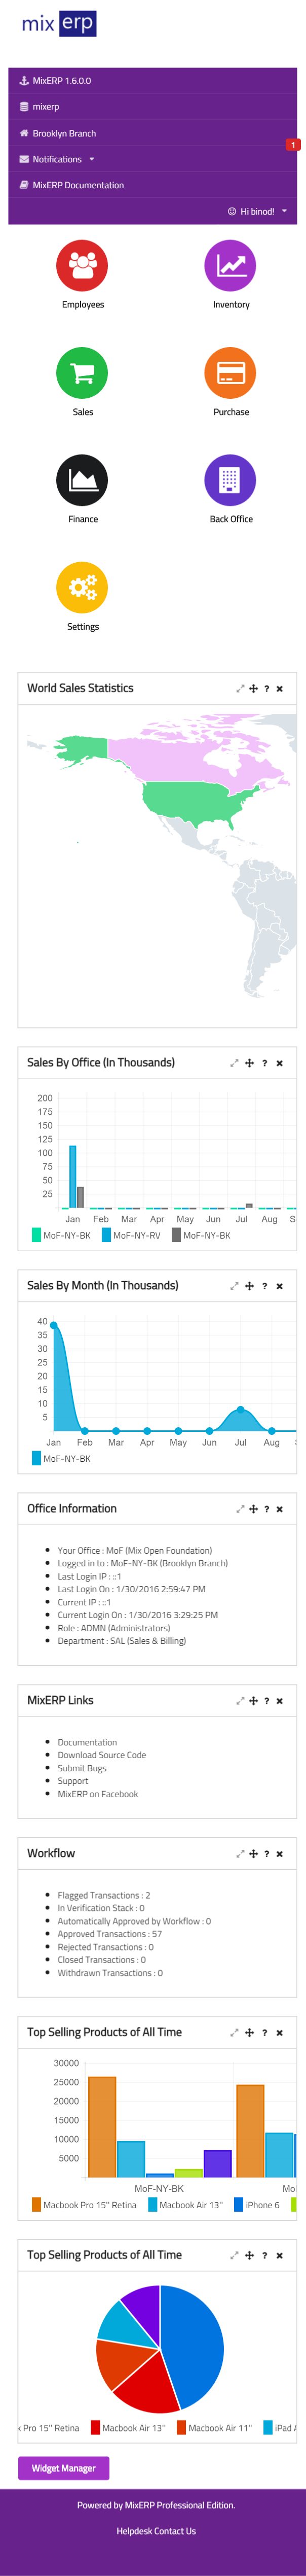 mix erp
MixERP 1.6.0.0
mixerp
Brooklyn Branch
1
Notifications
MixERP Documentation
Hi binod!
Employees
Inventory
Sales
Purchase
Finance
Back Office
Settings
World Sales Statistics
Sales By Office (In Thousands)
200
175
150
125
100
75
50
25
Jan Feb Mar Apr May Jun Jul Aug S
MoF-NY-BK MoF-NY-RV MoF-NY-BK
Sales By Month (In Thousands)
40
35
30
25
20
15
10
5
Jan Feb Mar Apr May Jun Jul Aug
MoF-NY-BK
Office Information
Your Office : MoF (Mix Open Foundation)
Logged in to : MoF-NY-BK (Brooklyn Branch)
Last Login IP : ::1
Last Login On : 1/30/2016 2:59:47 PM
Current IP : ::1
Current Login On : 1/30/2016 3:29:25 PM
Role : ADMN (Administrators)
Department : SAL (Sales & Billing)
MixERP Links
Documentation
Download Source Code
Submit Bugs
Support
MixERP on Facebook
Workflow
Flagged Transactions : 2
In Verification Stack : 0
Automatically Approved by Workflow : 0
Approved Transactions : 57
Rejected Transactions : 0
Closed Transactions : 0
Withdrawn Transactions : 0
Top Selling Products of All Time
30000
25000
20000
15000
10000
5000
MoF-NY-BK Mo
Macbook Pro 15'' Retina Macbook Air 13'' iPhone 6
Top Selling Products of All Time
Pro 15'' Retina Macbook Air 13'' Macbook Air 11'' iPad
Widget Manager
Powered by MixERP Professional Edition.
Helpdesk Contact Us